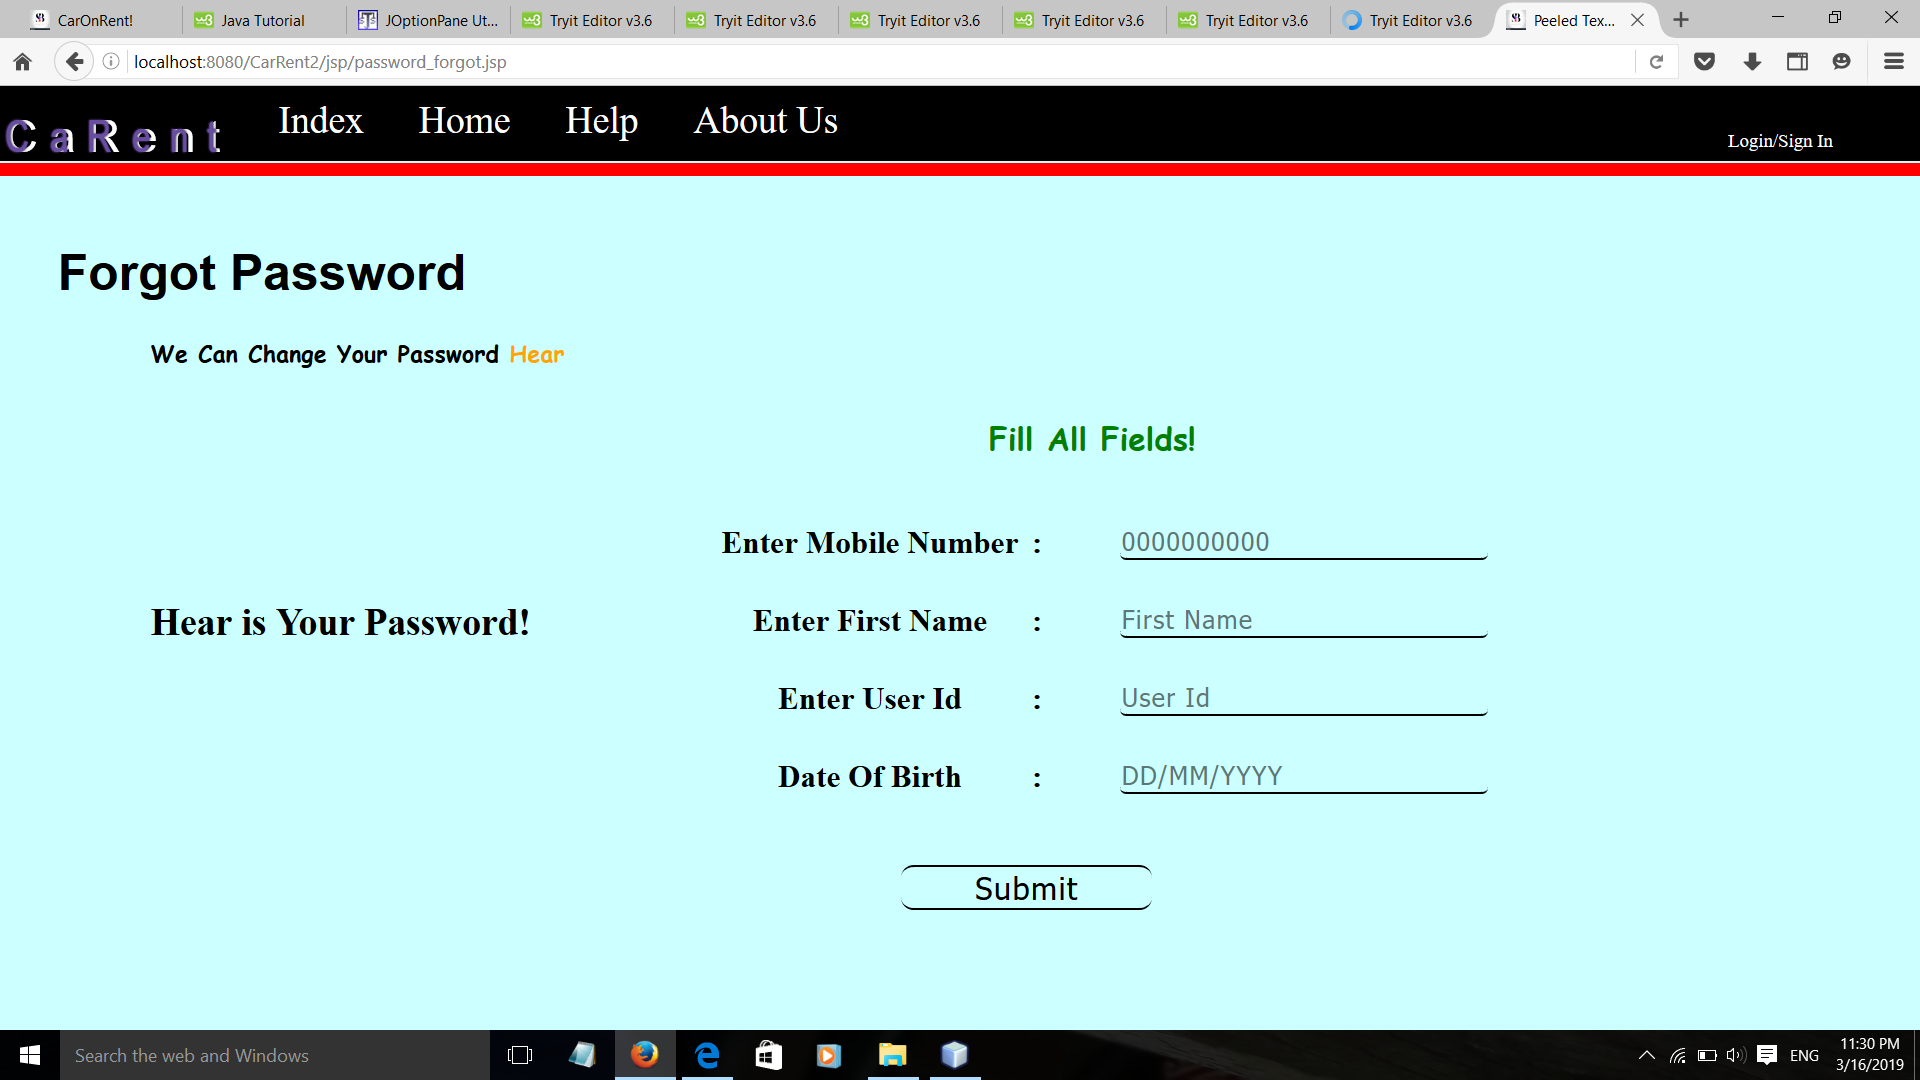 CarOnRent!
Java Tutorial
JOptionPane Ut...
Tryit Editor v3.6
Tryit Editor v3.6
Tryit Editor v3.6
Tryit Editor v3.6
Tryit Editor v3.6
Tryit Editor v3.6
Peeled Tex...
localhost:8080/CarRent2/jsp/password_forgot.jsp
CaRent
Index Home Help About Us
Login/Sign In
Forgot Password
We Can Change Your Password Hear
Fill All Fields!
Enter Mobile Number : 0000000000
Hear is Your Password!
Enter First Name : First Name
Enter User Id : User Id
Date Of Birth : DD/MM/YYYY
Submit
Search the web and Windows
ENG
11:30 PM
3/16/2019